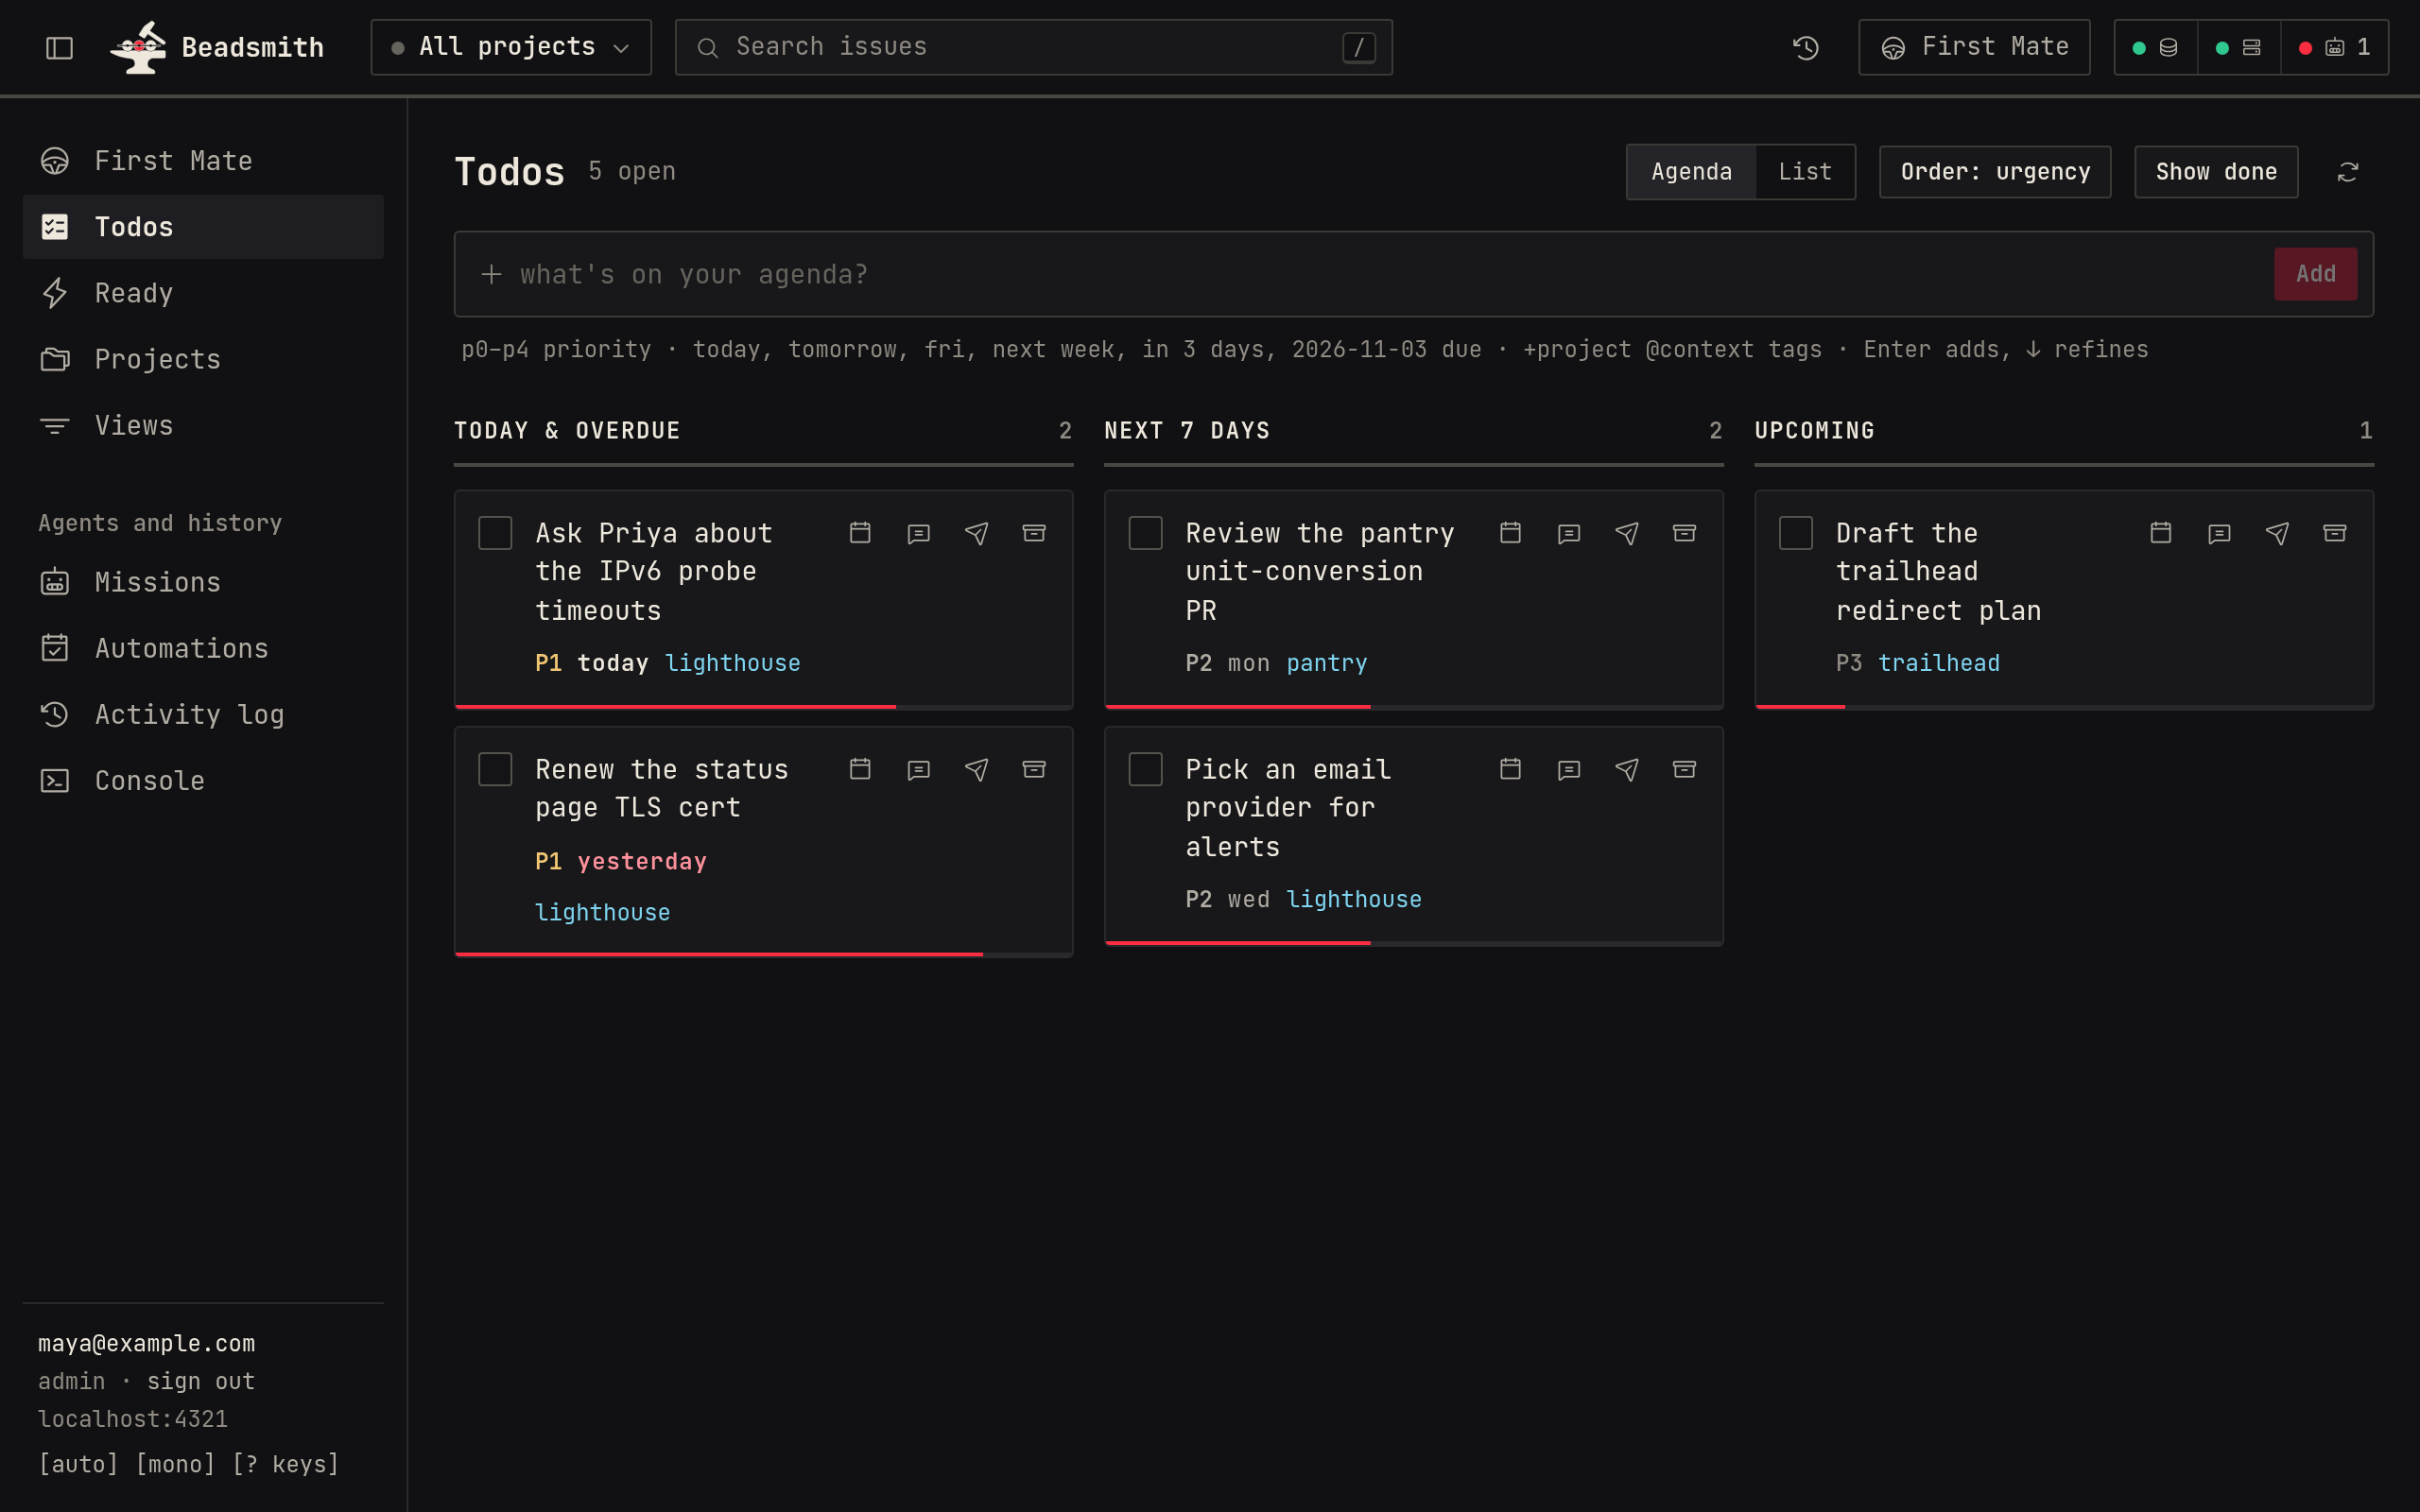 Beadsmith
All projects
Search issues
/
First Mate
1
First Mate
Todos
Ready
Projects
Views
Agents and history
Missions
Automations
Activity log
Console
maya@example.com
admin · sign out
localhost:4321
[auto] [mono] [? keys]
Todos 5 open
Agenda
List
Order: urgency
Show done
what's on your agenda?
Add
p0–p4 priority · today, tomorrow, fri, next week, in 3 days, 2026-11-03 due · +project @context tags · Enter adds, ↓ refines
TODAY & OVERDUE 2
Ask Priya about
the IPv6 probe
timeouts
P1 today lighthouse
Renew the status
page TLS cert
P1 yesterday
lighthouse
NEXT 7 DAYS 2
Review the pantry
unit-conversion
PR
P2 mon pantry
Pick an email
provider for
alerts
P2 wed lighthouse
UPCOMING 1
Draft the
trailhead
redirect plan
P3 trailhead